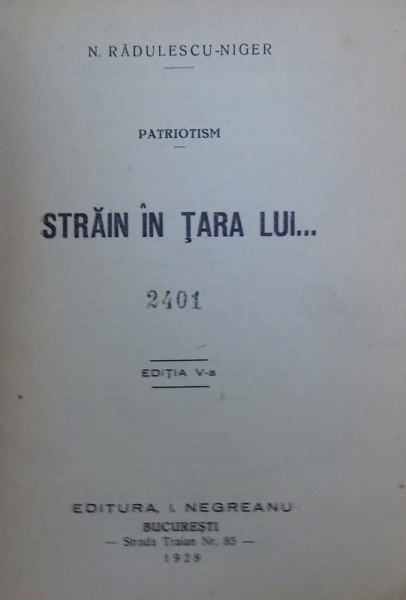 N. RĂDULESCU-NIGER
PATRIOTISM
STRĂIN ÎN ŢARA LUI...
2401
EDIŢIA V-a
EDITURA, I. NEGREANU
BUCUREŞTI
— Strada Traian Nr. 85 —
1928